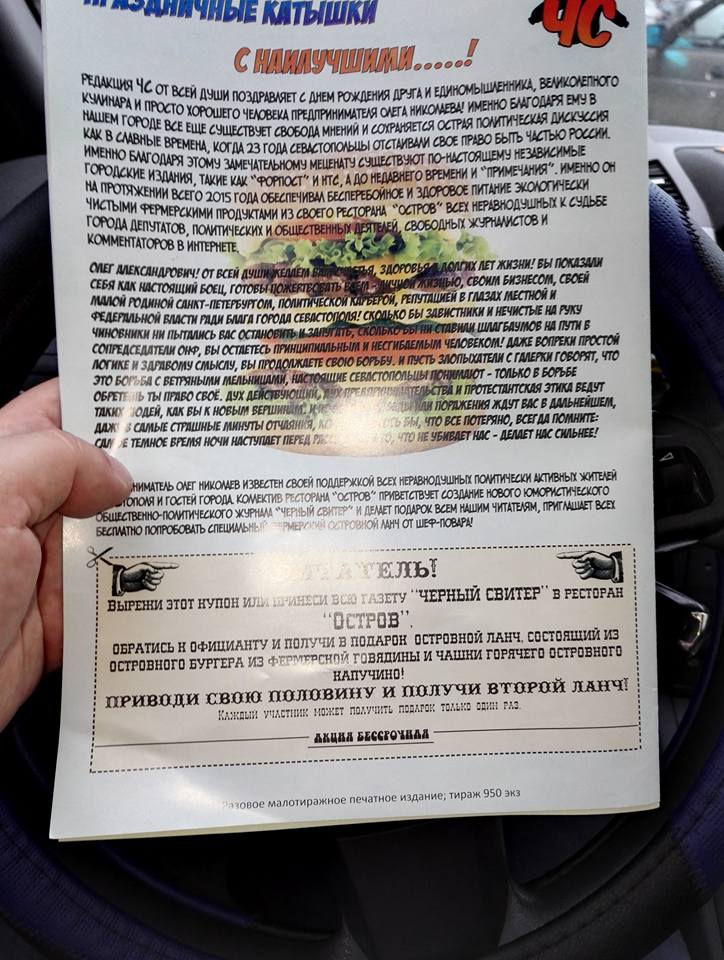 ПРАЗДНИЧНЫЕ КАТЫШКИ
ЧС
С НАИЛУЧШИМИ.....!
РЕДАКЦИЯ ЧС ОТ ВСЕЙ ДУШИ ПОЗДРАВЛЯЕТ С ДНЕМ РОЖДЕНИЯ ДРУГА И ЕДИНОМЫШЛЕННИКА, ВЕЛИКОЛЕПНОГО
КУЛИНАРА И ПРОСТО ХОРОШЕГО ЧЕЛОВЕКА ПРЕДПРИНИМАТЕЛЯ ОЛЕГА НИКОЛАЕВА! ИМЕННО БЛАГОДАРЯ ЕМУ В
НАШЕМ ГОРОДЕ ВСЕ ЕЩЕ СУЩЕСТВУЕТ СВОБОДА МНЕНИЙ И СОХРАНЯЕТСЯ ОСТРАЯ ПОЛИТИЧЕСКАЯ ДИСКУССИЯ
КАК В СЛАВНЫЕ ВРЕМЕНА, КОГДА 23 ГОДА СЕВАСТОПОЛЬЦЫ ОТСТАИВАЛИ СВОЕ ПРАВО БЫТЬ ЧАСТЬЮ РОССИИ.
ИМЕННО БЛАГОДАРЯ ЭТОМУ ЗАМЕЧАТЕЛЬНОМУ МЕЦЕНАТУ СУЩЕСТВУЮТ ПО-НАСТОЯЩЕМУ НЕЗАВИСИМЫЕ
ГОРОДСКИЕ ИЗДАНИЯ, ТАКИЕ КАК "ФОРПОСТ" И НТС, А ДО НЕДАВНЕГО ВРЕМЕНИ И "ПРИМЕЧАНИЯ". ИМЕННО ОН
НА ПРОТЯЖЕНИИ ВСЕГО 2015 ГОДА ОБЕСПЕЧИВАЛ БЕСПЕРЕБОЙНОЕ И ЗДОРОВОЕ ПИТАНИЕ ЭКОЛОГИЧЕСКИ
ЧИСТЫМИ ФЕРМЕРСКИМИ ПРОДУКТАМИ ИЗ СВОЕГО РЕСТОРАНА "ОСТРОВ" ВСЕХ НЕРАВНОДУШНЫХ К СУДЬБЕ
ГОРОДА ДЕПУТАТОВ, ПОЛИТИЧЕСКИХ И ОБЩЕСТВЕННЫХ ДЕЯТЕЛЕЙ, СВОБОДНЫХ ЖУРНАЛИСТОВ И
КОММЕНТАТОРОВ В ИНТЕРНЕТЕ.
ОЛЕГ АЛЕКСАНДРОВИЧ! ОТ ВСЕЙ ДУШИ ЖЕЛАЕМ ВАМ СЧАСТЬЯ, ЗДОРОВЬЯ И ДОЛГИХ ЛЕТ ЖИЗНИ! ВЫ ПОКАЗАЛИ
СЕБЯ КАК НАСТОЯЩИЙ БОЕЦ, ГОТОВЫ ПОЖЕРТВОВАТЬ ВСЕМ - ЛИЧНОЙ ЖИЗНЬЮ, СВОИМ БИЗНЕСОМ, СВОЕЙ
МАЛОЙ РОДИНОЙ САНКТ-ПЕТЕРБУРГОМ, ПОЛИТИЧЕСКОЙ КАРЬЕРОЙ, РЕПУТАЦИЕЙ В ГЛАЗАХ МЕСТНОЙ И
ФЕДЕРАЛЬНОЙ ВЛАСТИ РАДИ БЛАГА ГОРОДА СЕВАСТОПОЛЯ! СКОЛЬКО БЫ ЗАВИСТНИКИ И НЕЧИСТЫЕ НА РУКУ
ЧИНОВНИКИ НИ ПЫТАЛИСЬ ВАС ОСТАНОВИТЬ И ЗАПУГАТЬ, СКОЛЬКО БЫ НИ СТАВИЛИ ШЛАГБАУМОВ НА ПУТИ В
СОПРЕДСЕДАТЕЛИ ОНФ, ВЫ ОСТАЕТЕСЬ ПРИНЦИПИАЛЬНЫМ И НЕСГИБАЕМЫМ ЧЕЛОВЕКОМ! ДАЖЕ ВОПРЕКИ ПРОСТОЙ
ЛОГИКЕ И ЗДРАВОМУ СМЫСЛУ, ВЫ ПРОДОЛЖАЕТЕ СВОЮ БОРЬБУ. И ПУСТЬ ЗЛОПЫХАТЕЛИ С ГАЛЕРКИ ГОВОРЯТ, ЧТО
ЭТО БОРЬБА С ВЕТРЯНЫМИ МЕЛЬНИЦАМИ, НАСТОЯЩИЕ СЕВАСТОПОЛЬЦЫ ПОНИМАЮТ - ТОЛЬКО В БОРЬБЕ
ОБРЕТЕШЬ ТЫ ПРАВО СВОЁ. ДУХ ДЕЙСТВУЮЩИЙ, ДУХ ПРЕДПРИНИМАТЕЛЬСТВА И ПРОТЕСТАНТСКАЯ ЭТИКА ВЕДУТ
ТАКИХ ЛЮДЕЙ, КАК ВЫ К НОВЫМ ВЕРШИНАМ. ИЛИ ПОРАЖЕНИЯ ЖДУТ ВАС В ДАЛЬНЕЙШЕМ,
ДАЖЕ В САМЫЕ СТРАШНЫЕ МИНУТЫ ОТЧАЯНИЯ, БЫ, ЧТО ВСЕ ПОТЕРЯНО, ВСЕГДА ПОМНИТЕ:
САМОЕ ТЕМНОЕ ВРЕМЯ НОЧИ НАСТУПАЕТ ПЕРЕД ЧТО НЕ УБИВАЕТ НАС - ДЕЛАЕТ НАС СИЛЬНЕЕ!
НИМАТЕЛЬ ОЛЕГ НИКОЛАЕВ ИЗВЕСТЕН СВОЕЙ ПОДДЕРЖКОЙ ВСЕХ НЕРАВНОДУШНЫХ ПОЛИТИЧЕСКИ АКТИВНЫХ ЖИТЕЛЕЙ
ТОПОЛЯ И ГОСТЕЙ ГОРОДА. КОЛЕКТИВ РЕСТОРАНА "ОСТРОВ" ПРИВЕТСТВУЕТ СОЗДАНИЕ НОВОГО ЮМОРИСТИЧЕСКОГО
ОБЩЕСТВЕННО-ПОЛИТИЧЕСКОГО ЖУРНАЛА "ЧЕРНЫЙ СВИТЕР" И ДЕЛАЕТ ПОДАРОК ВСЕМ НАШИМ ЧИТАТЕЛЯМ, ПРИГЛАШАЕТ ВСЕХ
БЕСПЛАТНО ПОПРОБОВАТЬ СПЕЦИАЛЬНЫЙ ФЕРМЕРСКИЙ ОСТРОВНОЙ ЛАНЧ ОТ ШЕФ-ПОВАРА!
ЧИТАТЕЛЬ!
ВЫРЕЖИ ЭТОТ КУПОН ИЛИ ПРИНЕСИ ВСЮ ГАЗЕТУ "ЧЕРНЫЙ СВИТЕР" В РЕСТОРАН
"ОСТРОВ".
ОБРАТИСЬ К ОФИЦИАНТУ И ПОЛУЧИ В ПОДАРОК ОСТРОВНОЙ ЛАНЧ, СОСТОЯЩИЙ ИЗ
ОСТРОВНОГО БУРГЕРА ИЗ ФЕРМЕРСКОЙ ГОВЯДИНЫ И ЧАШКИ ГОРЯЧЕГО ОСТРОВНОГО
КАПУЧИНО!
ПРИВОДИ СВОЮ ПОЛОВИНУ И ПОЛУЧИ ВТОРОЙ ЛАНЧ!
КАЖДЫЙ УЧАСТНИК МОЖЕТ ПОЛУЧИТЬ ПОДАРОК ТОЛЬКО ОДИН РАЗ.
АКЦИЯ БЕССРОЧНАЯ
Разовое малотиражное печатное издание; тираж 950 экз